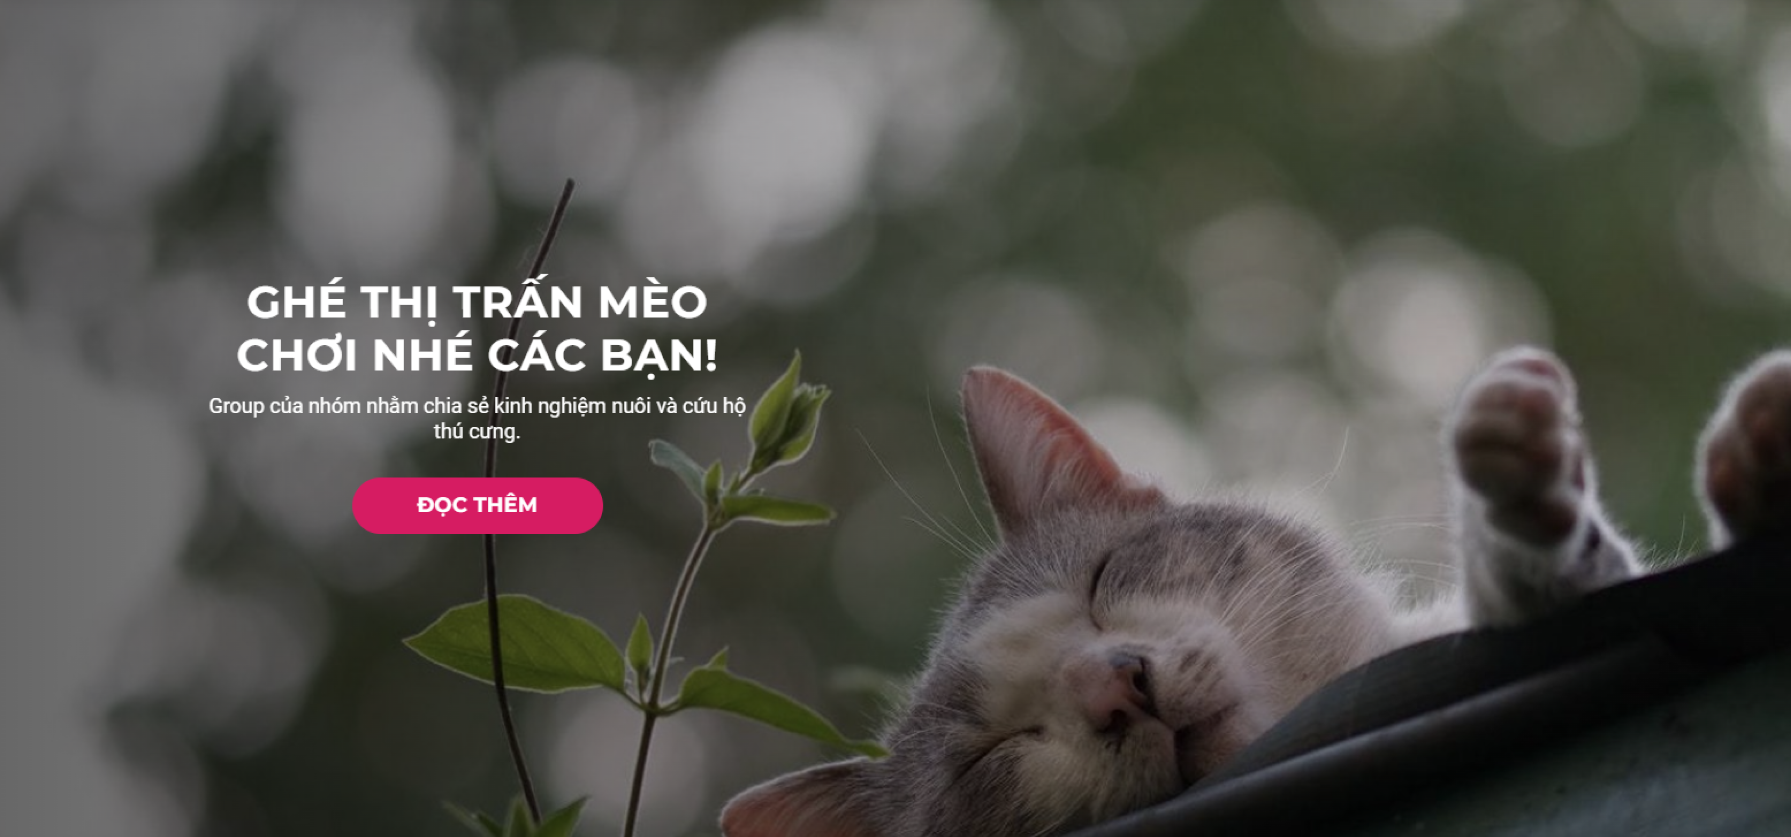 GHÉ THỊ TRẤN MÈO
CHƠI NHÉ CÁC BẠN!
Group của nhóm nhằm chia sẻ kinh nghiệm nuôi và cứu hộ
thú cưng.
ĐỌC THÊM